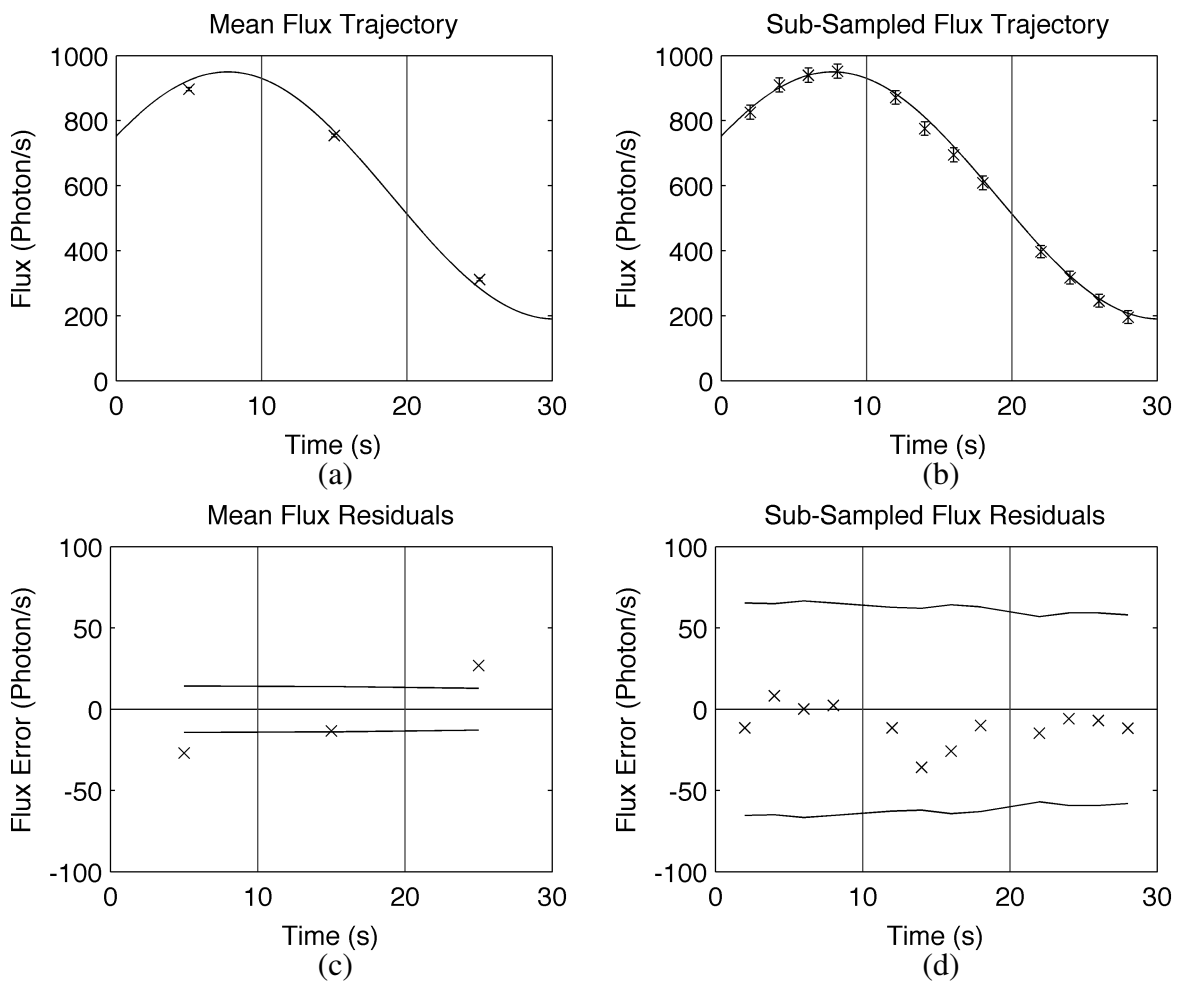 Mean Flux Trajectory
Flux (Photon/s)
1000
800
600
400
200
0
0 10 20 30
Time (s)
(a)
Sub-Sampled Flux Trajectory
Flux (Photon/s)
1000
800
600
400
200
0
0 10 20 30
Time (s)
(b)
Mean Flux Residuals
Flux Error (Photon/s)
100
50
0
-50
-100
0 10 20 30
Time (s)
(c)
Sub-Sampled Flux Residuals
Flux Error (Photon/s)
100
50
0
-50
-100
0 10 20 30
Time (s)
(d)